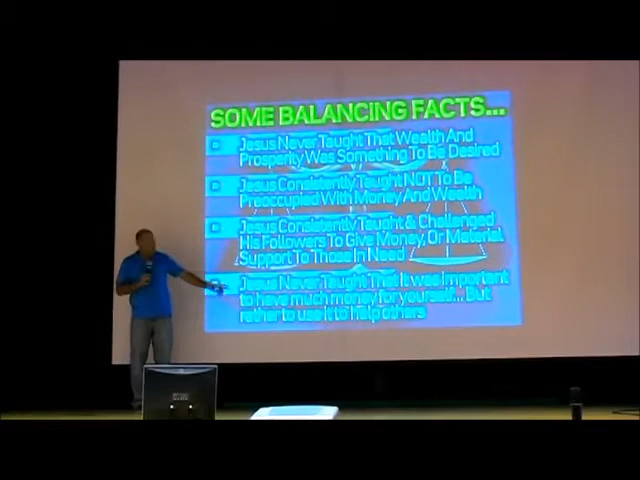 SOME BALANCING FACTS...
Jesus Never Taught That Wealth And
Prosperity Was Something To Be Desired
Jesus Consistently Taught NOT To Be
Preoccupied With Money And Wealth
Jesus Consistently Taught & Challenged
His Followers To Give Money, Or Material
Support To Those In Need
Jesus Never Taught That It was important
to have much money for yourself... But
rather to use it to help others